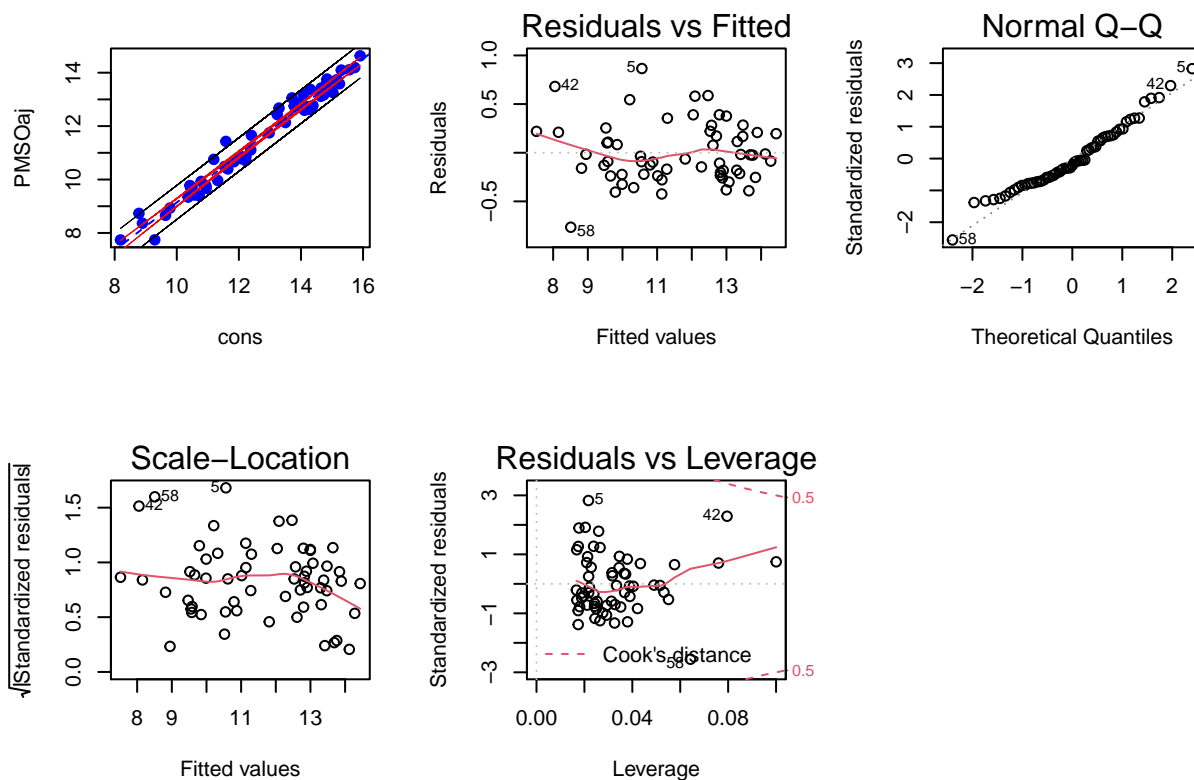 PMSOaj
8 10 12 14
8 10 12 14 16
cons
Residuals vs Fitted
Residuals
−0.5 0.5 1.0
8 9 11 13
Fitted values
5
42
58
Normal Q−Q
Standardized residuals
−2 0 1 2 3
−2 −1 0 1 2
Theoretical Quantiles
5
42
58
Scale−Location
√|Standardized residuals|
0.0 0.5 1.0 1.5
8 9 11 13
Fitted values
5
58
42
Residuals vs Leverage
Standardized residuals
−3 −1 1 3
0.00 0.04 0.08
Leverage
5
42
58
Cook's distance
0.5
0.5